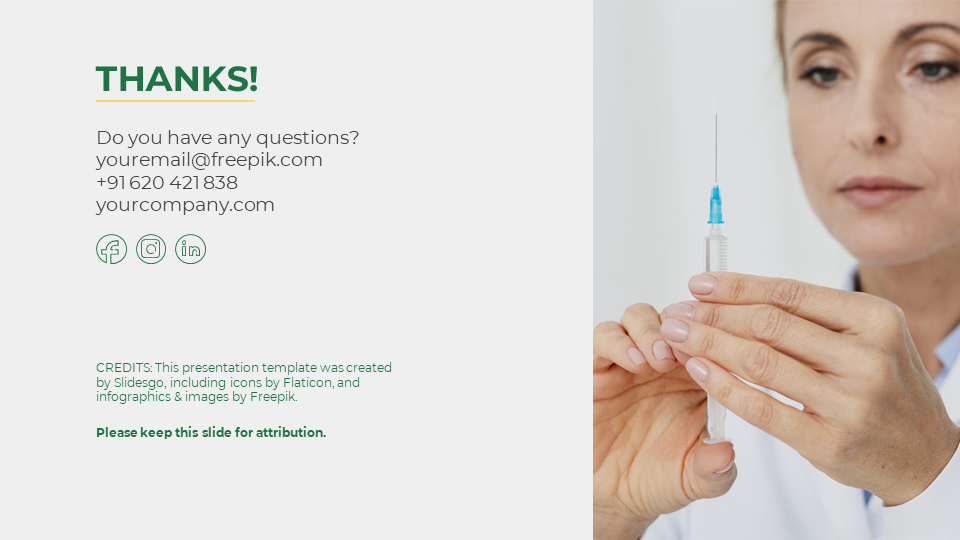 THANKS!
Do you have any questions?
youremail@freepik.com
+91 620 421 838
yourcompany.com
CREDITS: This presentation template was created
by Slidesgo, including icons by Flaticon, and
infographics & images by Freepik.
Please keep this slide for attribution.